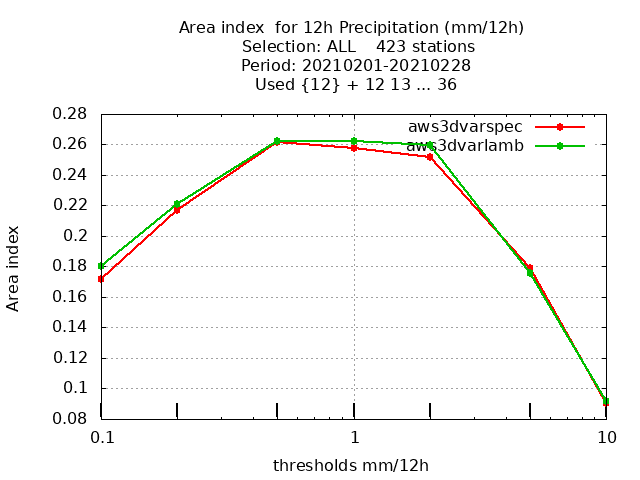 Area index  for 12h Precipitation (mm/12h)
Selection: ALL    423 stations
Period: 20210201-20210228
Used {12} + 12 13 ... 36
aws3dvarspec
aws3dvarlamb
0.28
0.26
0.24
0.22
0.2
0.18
0.16
0.14
0.12
0.1
0.08
Area index
0.1 1 10
thresholds mm/12h